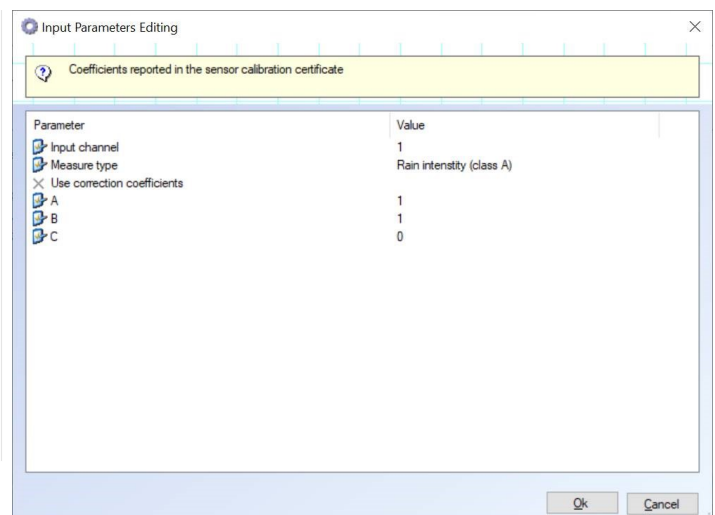 Input Parameters Editing
Coefficients reported in the sensor calibration certificate
Parameter Value
Input channel 1
Measure type Rain intenstity (class A)
Use correction coefficients
A 1
B 1
C 0
Ok Cancel